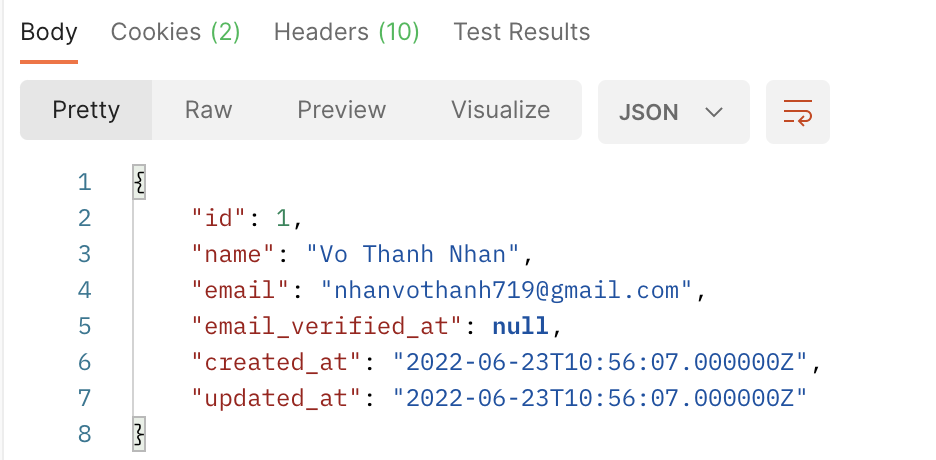 Body Cookies (2) Headers (10) Test Results
Pretty Raw Preview Visualize JSON
1 {
2 "id": 1,
3 "name": "Vo Thanh Nhan",
4 "email": "nhanvothanh719@gmail.com",
5 "email_verified_at": null,
6 "created_at": "2022-06-23T10:56:07.000000Z",
7 "updated_at": "2022-06-23T10:56:07.000000Z"
8 }